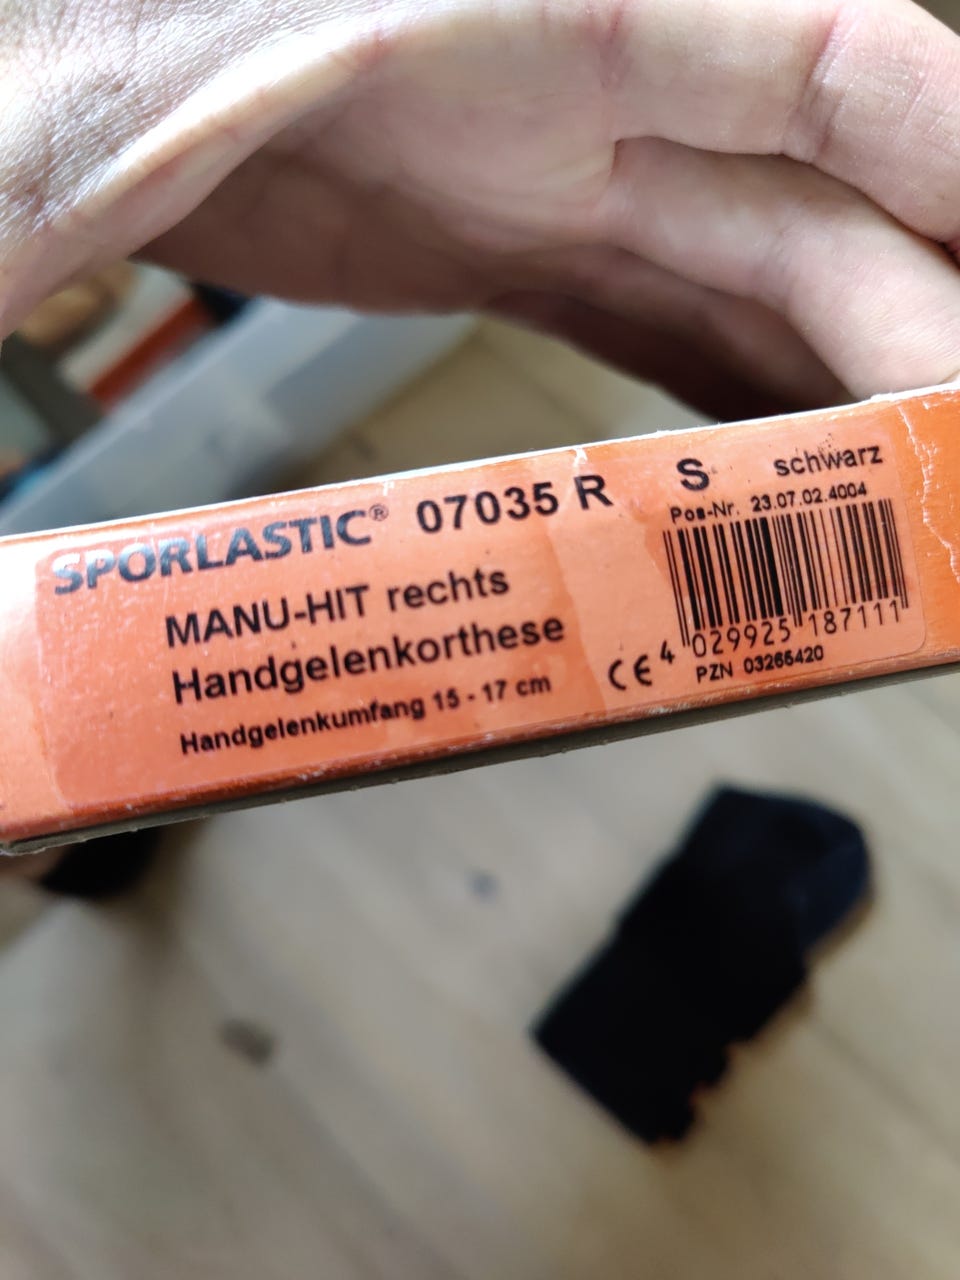 SPORLASTIC® 07035 R S schwarz
Pos-Nr. 23.07.02.4004
MANU-HIT rechts
Handgelenkorthese
Handgelenkumfang 15 - 17 cm
CE 4 029925 187111
PZN 03266420